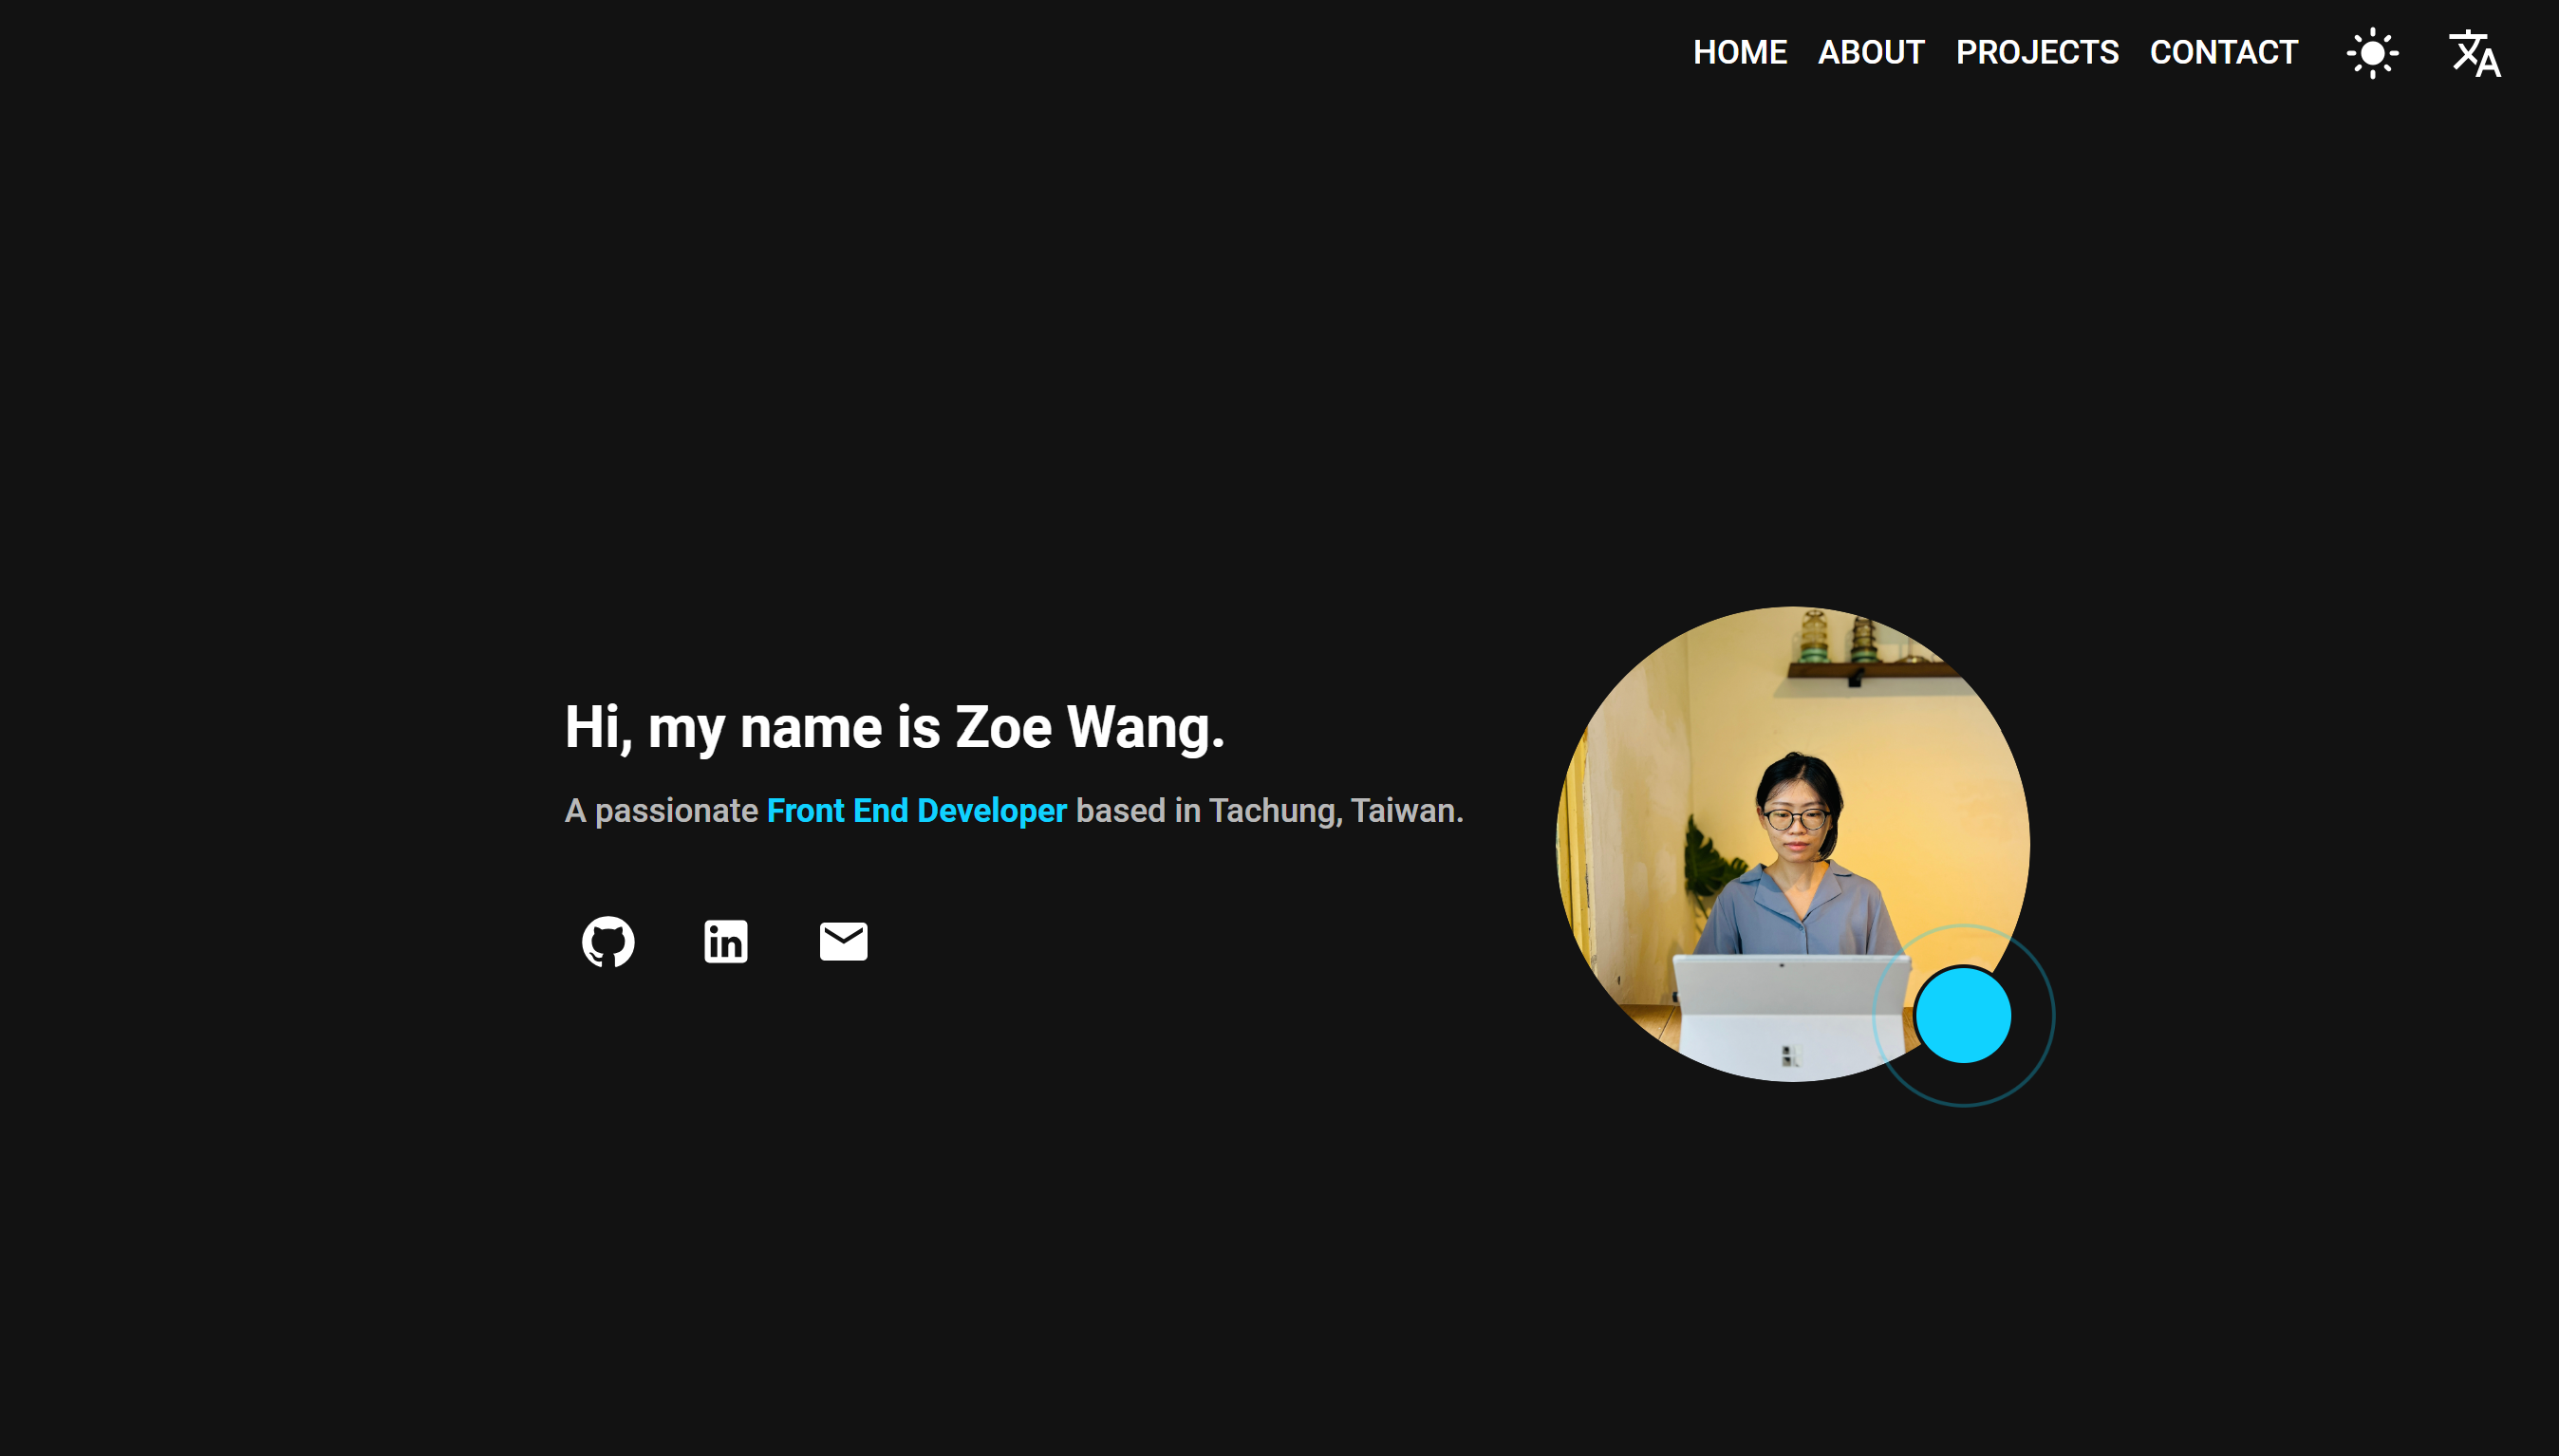 HOME ABOUT PROJECTS CONTACT
Hi, my name is Zoe Wang.
A passionate Front End Developer based in Tachung, Taiwan.